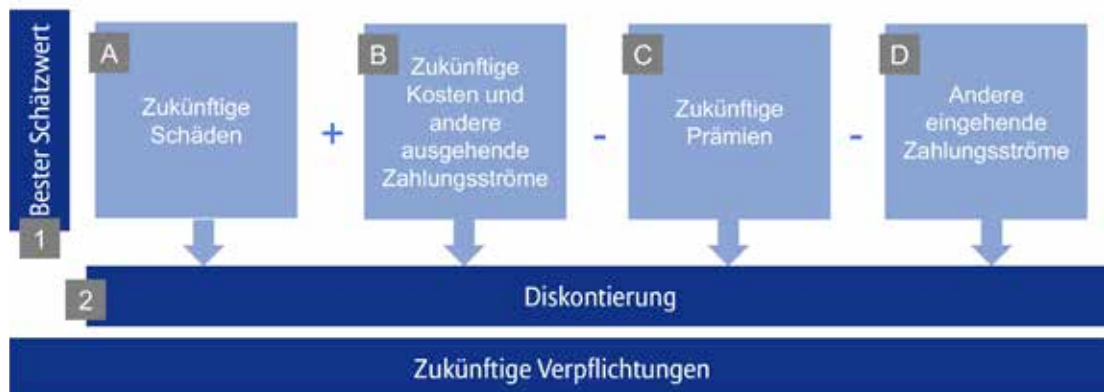 Bester Schätzwert
1
A
Zukünftige
Schäden
+
B
Zukünftige
Kosten und
andere
ausgehende
Zahlungsströme
-
C
Zukünftige
Prämien
-
D
Andere
eingehende
Zahlungsströme
2
Diskontierung
Zukünftige Verpflichtungen